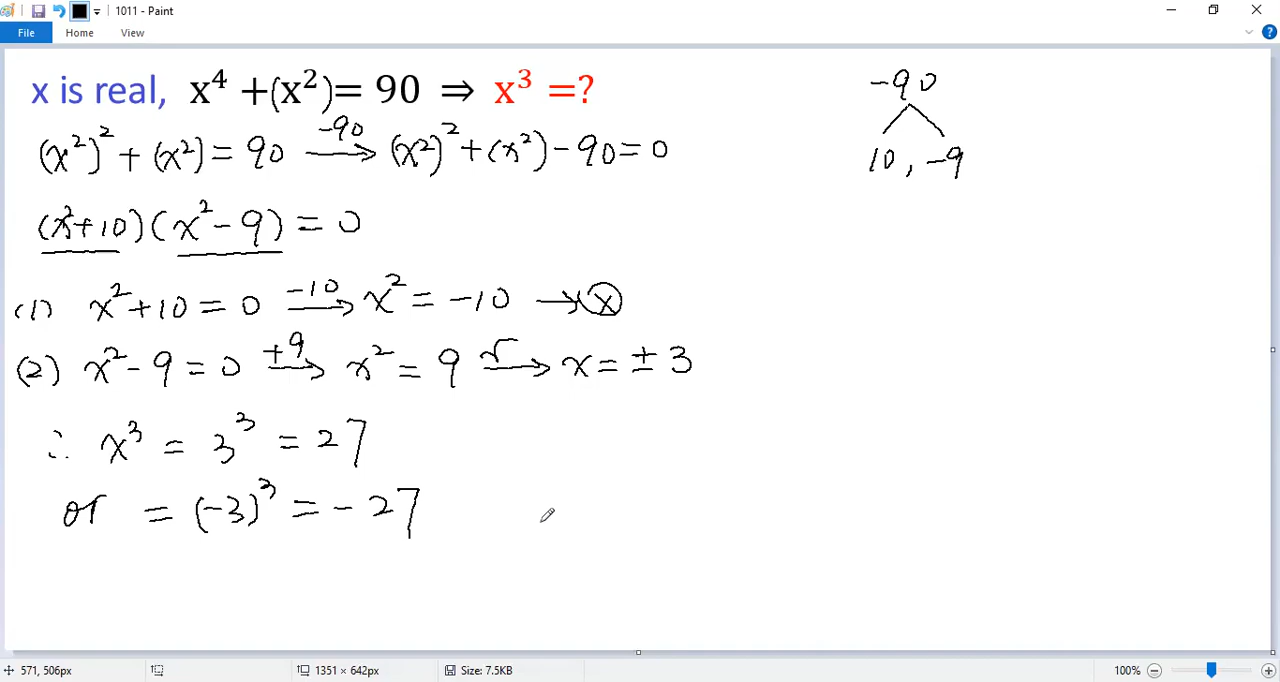 1011 - Paint
File Home View
x is real, x⁴ +(x²)= 90 ⇒ x³ =?
-90
10, -9
(x²)² + (x²) = 90 -90→ (x²)² + (x²) - 90 = 0
(x²+10)(x²-9) = 0
(1) x²+10 = 0 -10→ x² = -10 → ⓧ
(2) x²-9 = 0 +9→ x² = 9 √→ x = ± 3
∴ x³ = 3³ = 27
or = (-3)³ = -27
571, 506px 1351 × 642px Size: 7.5KB 100%